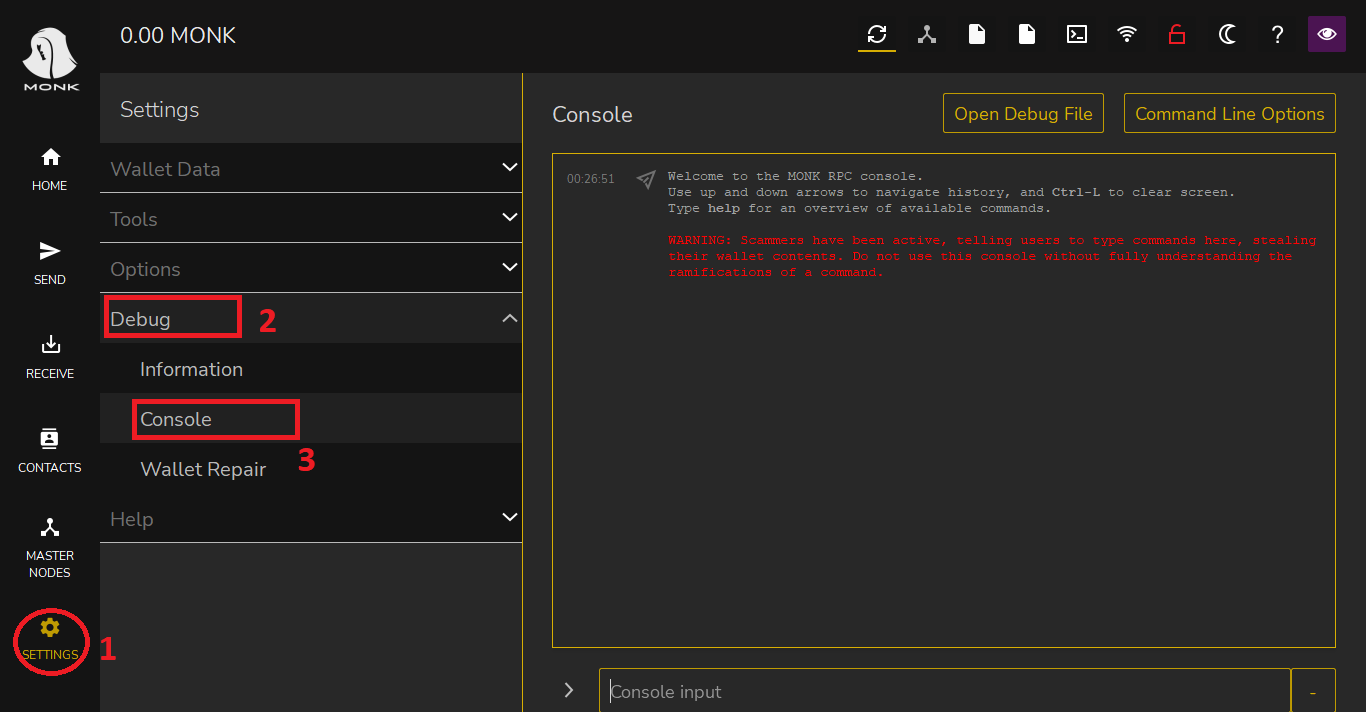 MONK
0.00 MONK
HOME
SEND
RECEIVE
CONTACTS
MASTER
NODES
SETTINGS
1
Settings
Wallet Data
Tools
Options
Debug
2
Information
Console
3
Wallet Repair
Help
Console
Open Debug File
Command Line Options
00:26:51
Welcome to the MONK RPC console.
Use up and down arrows to navigate history, and Ctrl-L to clear screen.
Type help for an overview of available commands.
WARNING: Scammers have been active, telling users to type commands here, stealing
their wallet contents. Do not use this console without fully understanding the
ramifications of a command.
Console input
-